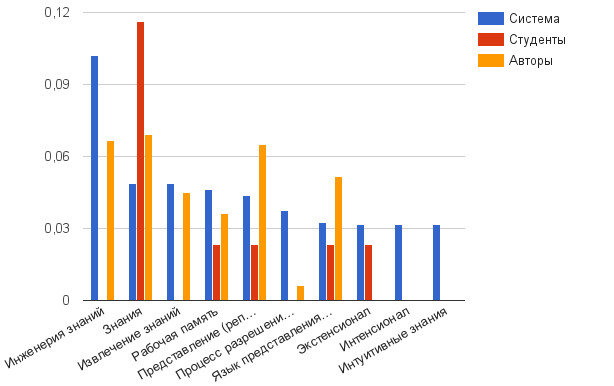 0,12
0,09
0,06
0,03
0
Система
Студенты
Авторы
Инженерия знаний
Знания
Извлечение знаний
Рабочая память
Представление (реп…
Процесс разрешени…
Язык представления…
Экстенсионал
Интенсионал
Интуитивные знания